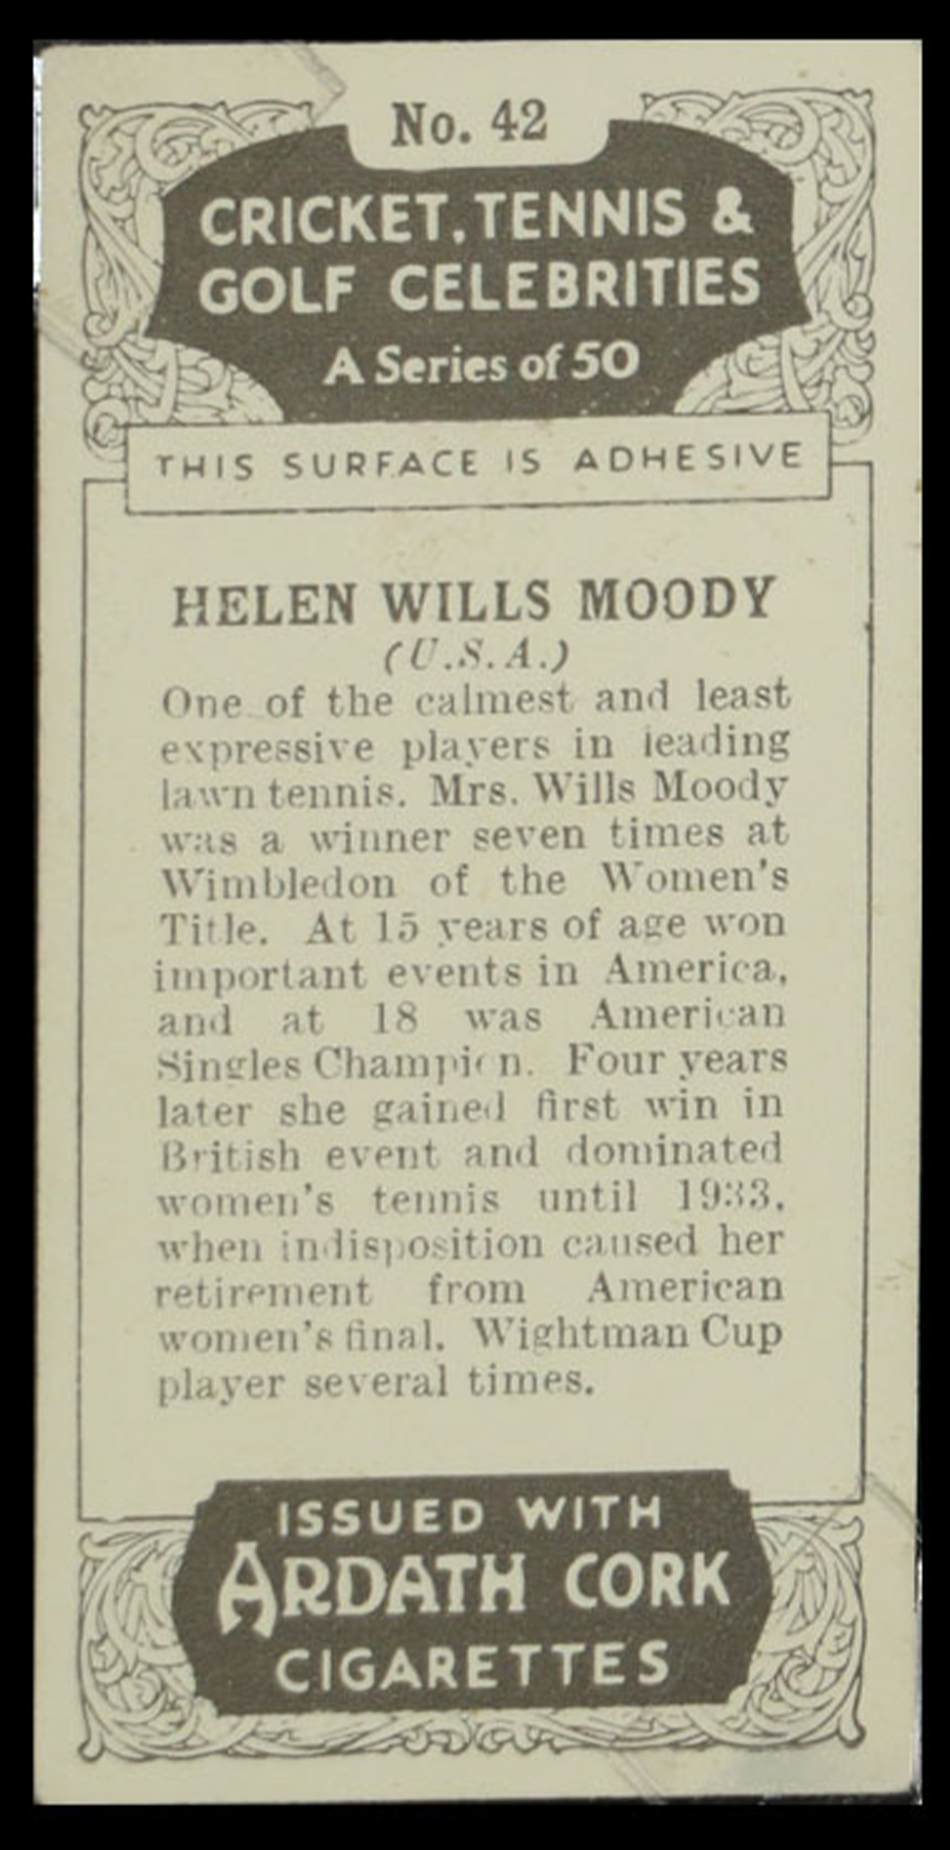 No. 42
CRICKET, TENNIS &
GOLF CELEBRITIES
A Series of 50
THIS SURFACE IS ADHESIVE
HELEN WILLS MOODY
(U.S.A.)
One of the calmest and least
expressive players in leading
lawn tennis. Mrs. Wills Moody
was a winner seven times at
Wimbledon of the Women's
Title. At 15 years of age won
important events in America,
and at 18 was American
Singles Champion. Four years
later she gained first win in
British event and dominated
women's tennis until 1933,
when indisposition caused her
retirement from American
women's final. Wightman Cup
player several times.
ISSUED WITH
ARDATH CORK
CIGARETTES